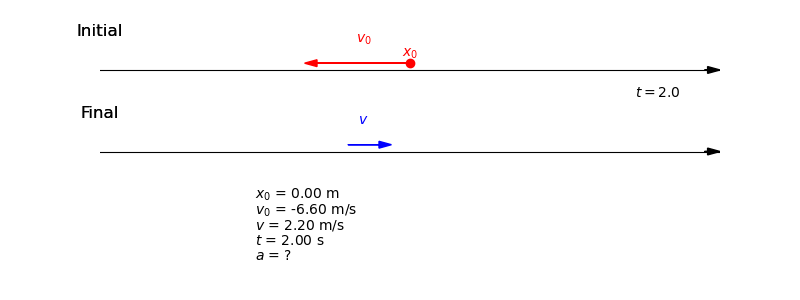 Initial
v₀
x₀
t = 2.0
Final
v
x₀ = 0.00 m
v₀ = -6.60 m/s
v = 2.20 m/s
t = 2.00 s
a = ?